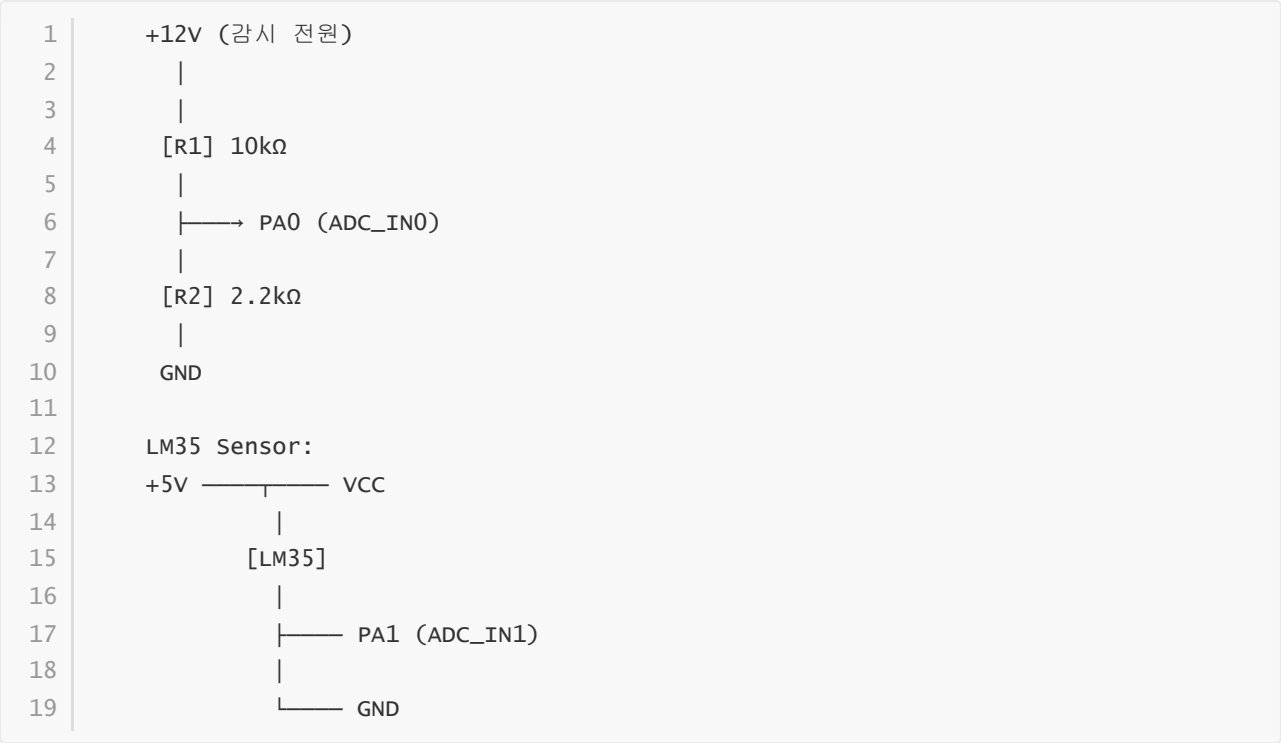 1 +12V (감시 전원)
2 |
3 |
4 [R1] 10kΩ
5 |
6 ├───→ PA0 (ADC_IN0)
7 |
8 [R2] 2.2kΩ
9 |
10 GND
11
12 LM35 Sensor:
13 +5V ────┬──── VCC
14 |
15 [LM35]
16 |
17 ├──── PA1 (ADC_IN1)
18 |
19 └──── GND